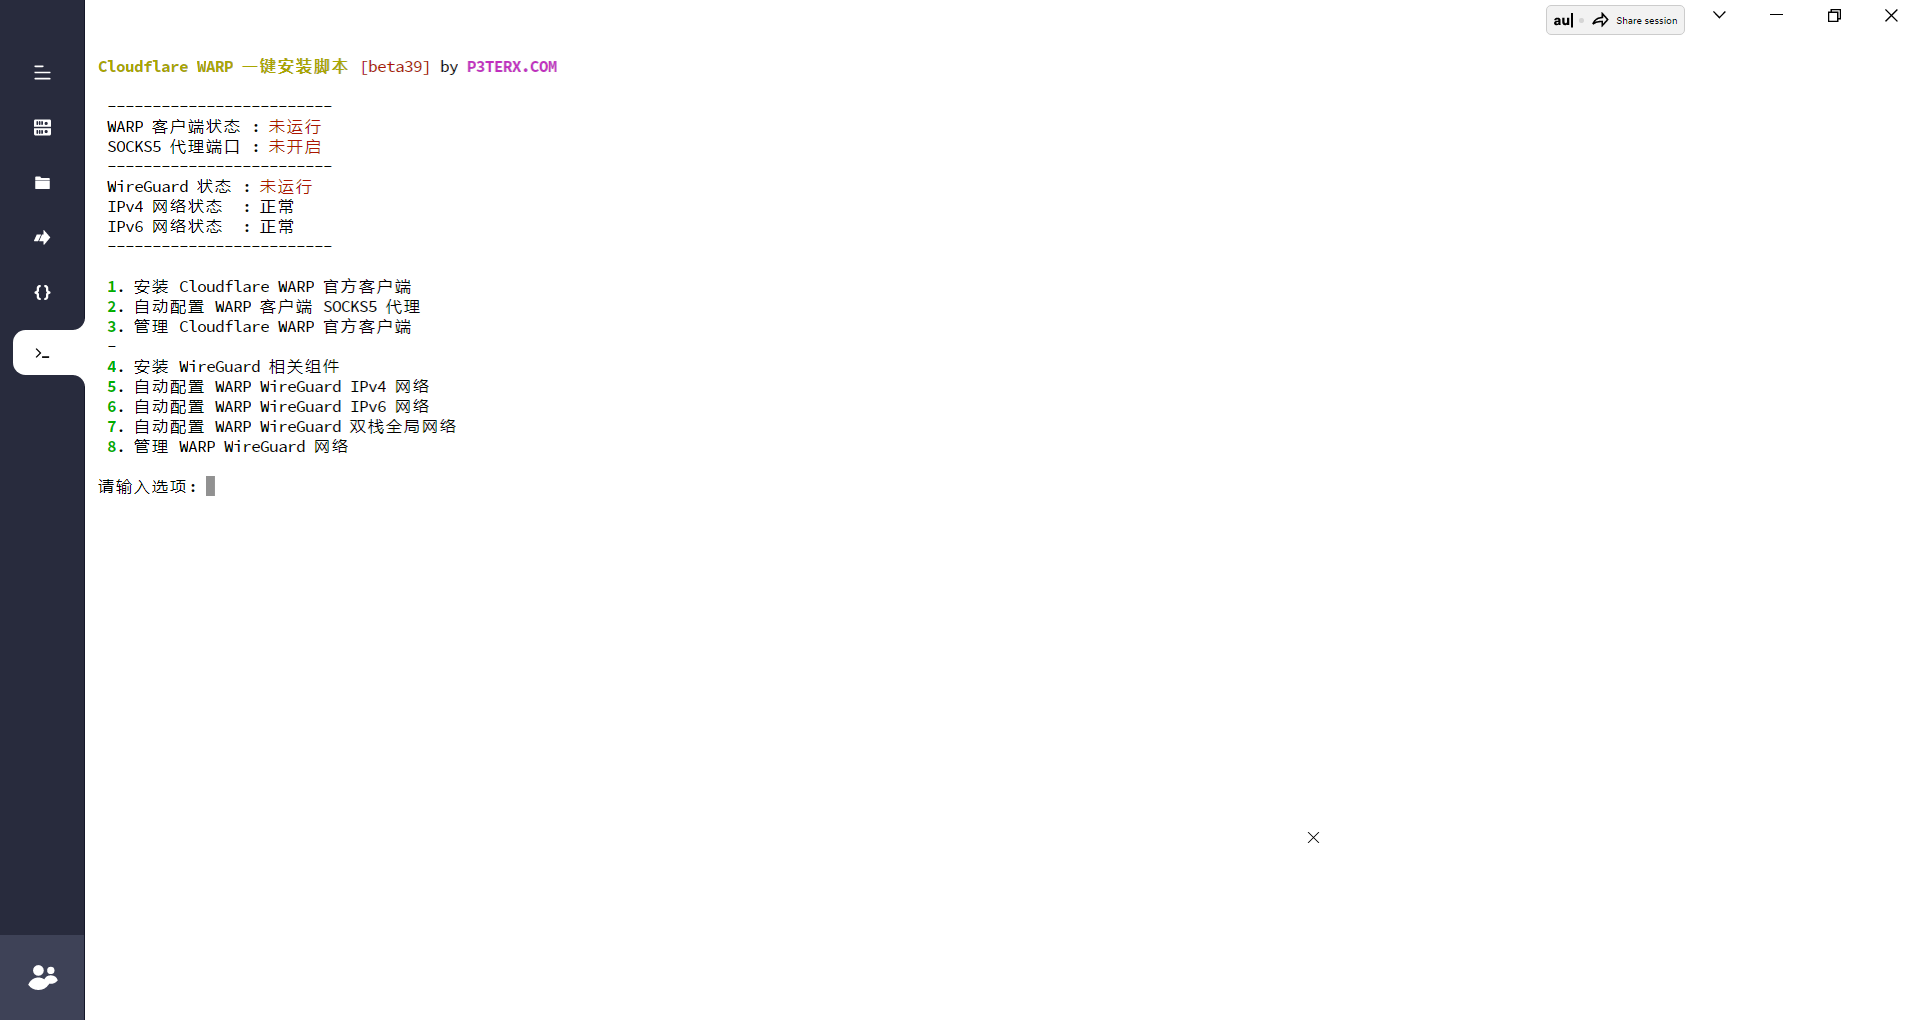 au
Share session
Cloudflare WARP 一键安装脚本 [beta39] by P3TERX.COM
-------------------------
WARP 客户端状态 : 未运行
SOCKS5 代理端口 : 未开启
-------------------------
WireGuard 状态 : 未运行
IPv4 网络状态 : 正常
IPv6 网络状态 : 正常
-------------------------
1. 安装 Cloudflare WARP 官方客户端
2. 自动配置 WARP 客户端 SOCKS5 代理
3. 管理 Cloudflare WARP 官方客户端
-
4. 安装 WireGuard 相关组件
5. 自动配置 WARP WireGuard IPv4 网络
6. 自动配置 WARP WireGuard IPv6 网络
7. 自动配置 WARP WireGuard 双栈全局网络
8. 管理 WARP WireGuard 网络
请输入选项: